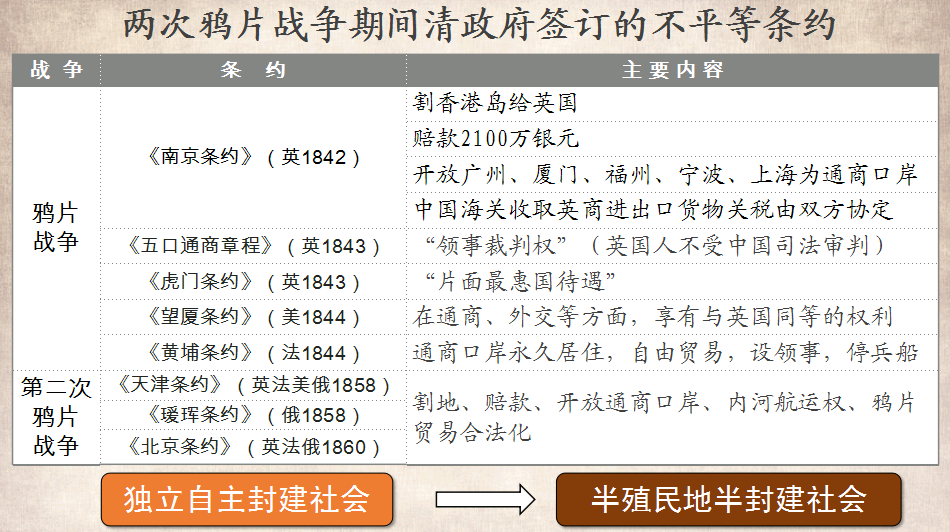 两次鸦片战争期间清政府签订的不平等条约
战 争 条 约 主要内容
鸦片
战争
《南京条约》（英1842）
割香港岛给英国
赔款2100万银元
开放广州、厦门、福州、宁波、上海为通商口岸
中国海关收取英商进出口货物关税由双方协定
《五口通商章程》（英1843） “领事裁判权”（英国人不受中国司法审判）
《虎门条约》（英1843） “片面最惠国待遇”
《望厦条约》（美1844） 在通商、外交等方面，享有与英国同等的权利
《黄埔条约》（法1844） 通商口岸永久居住，自由贸易，设领事，停兵船
第二次
鸦片
战争
《天津条约》（英法美俄1858）
《瑷珲条约》（俄1858）
《北京条约》（英法俄1860）
割地、赔款、开放通商口岸、内河航运权、鸦片
贸易合法化
独立自主封建社会 半殖民地半封建社会